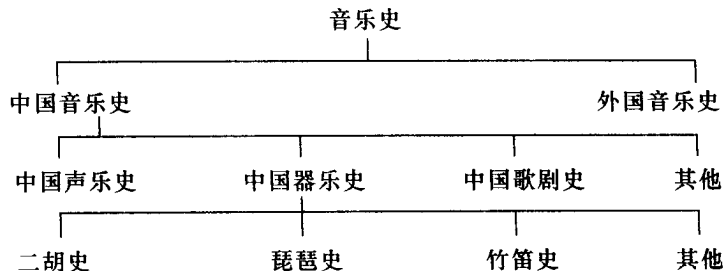 音乐史
中国音乐史 外国音乐史
中国声乐史 中国器乐史 中国歌剧史 其他
二胡史 琵琶史 竹笛史 其他